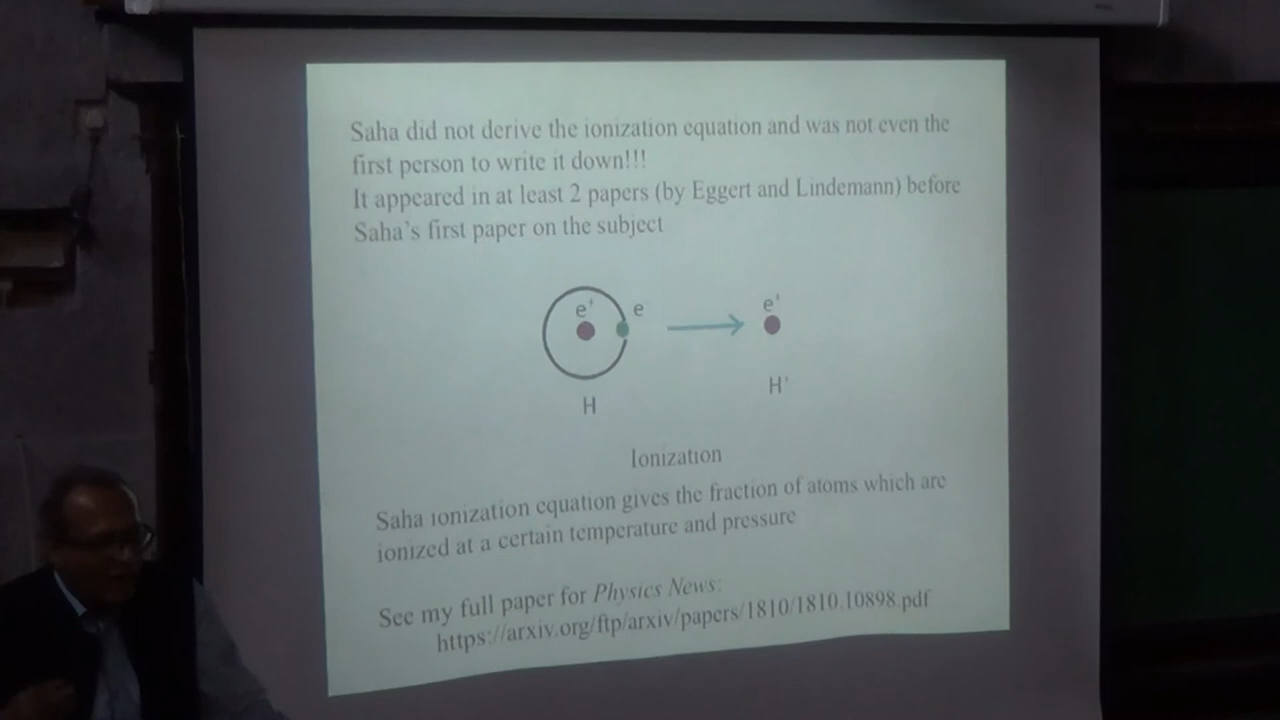 Saha did not derive the ionization equation and was not even the
first person to write it down!!!
It appeared in at least 2 papers (by Eggert and Lindemann) before
Saha's first paper on the subject
e⁺ e e⁺
H H⁺
Ionization
Saha ionization equation gives the fraction of atoms which are
ionized at a certain temperature and pressure
See my full paper for Physics News:
https://arxiv.org/ftp/arxiv/papers/1810/1810.10898.pdf